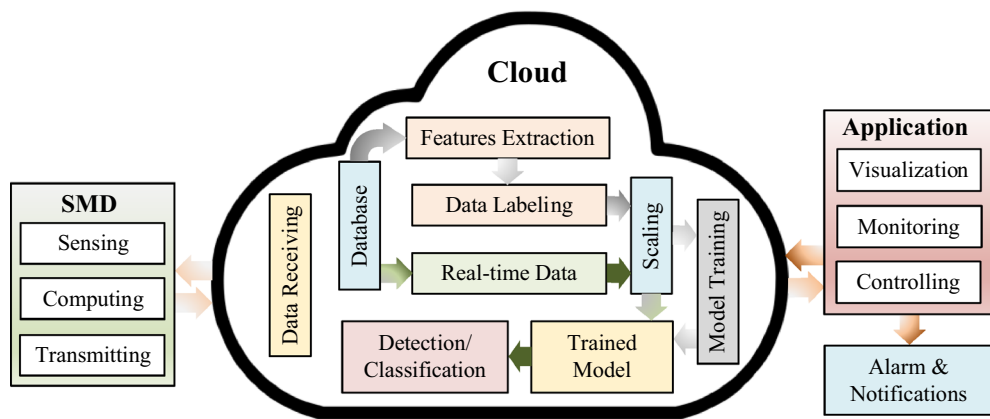 Cloud
SMD
Sensing
Computing
Transmitting
Data Receiving
Database
Features Extraction
Data Labeling
Real-time Data
Scaling
Model Training
Detection/
Classification
Trained
Model
Application
Visualization
Monitoring
Controlling
Alarm &
Notifications